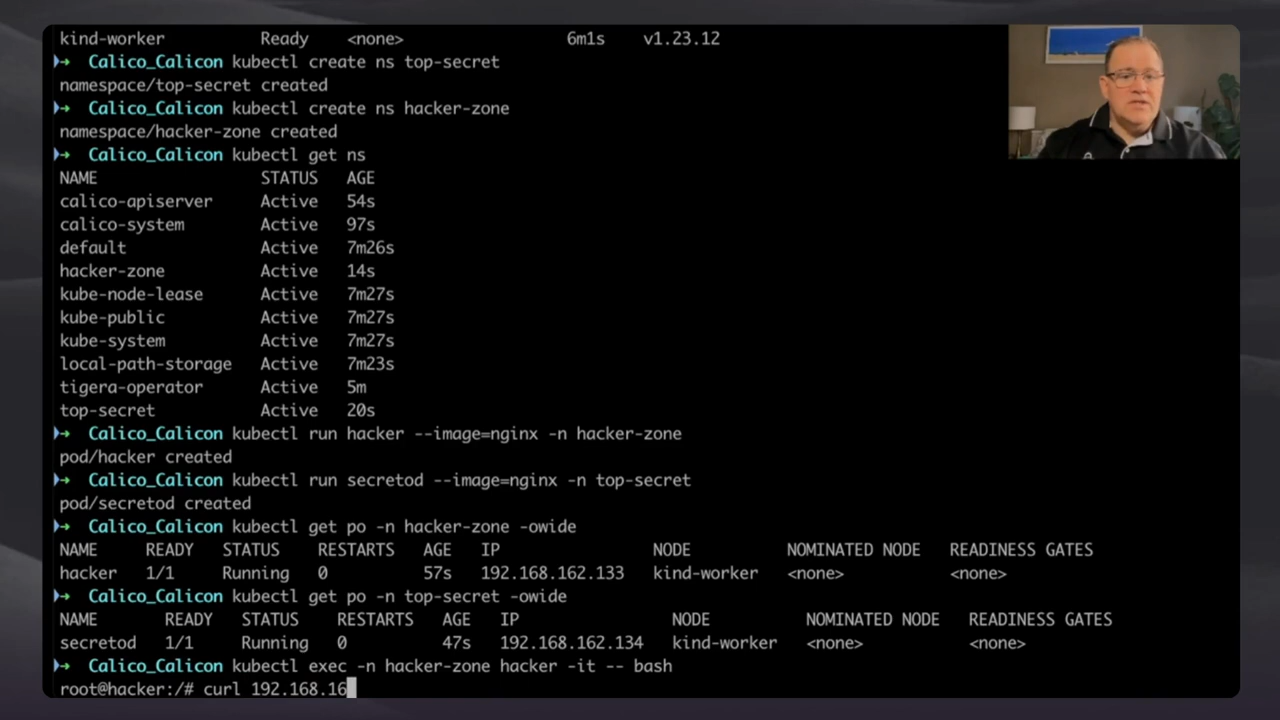 kind-worker Ready <none> 6m1s v1.23.12
➜ Calico_Calicon kubectl create ns top-secret
namespace/top-secret created
➜ Calico_Calicon kubectl create ns hacker-zone
namespace/hacker-zone created
➜ Calico_Calicon kubectl get ns
NAME STATUS AGE
calico-apiserver Active 54s
calico-system Active 97s
default Active 7m26s
hacker-zone Active 14s
kube-node-lease Active 7m27s
kube-public Active 7m27s
kube-system Active 7m27s
local-path-storage Active 7m23s
tigera-operator Active 5m
top-secret Active 20s
➜ Calico_Calicon kubectl run hacker --image=nginx -n hacker-zone
pod/hacker created
➜ Calico_Calicon kubectl run secretod --image=nginx -n top-secret
pod/secretod created
➜ Calico_Calicon kubectl get po -n hacker-zone -owide
NAME READY STATUS RESTARTS AGE IP NODE NOMINATED NODE READINESS GATES
hacker 1/1 Running 0 57s 192.168.162.133 kind-worker <none> <none>
➜ Calico_Calicon kubectl get po -n top-secret -owide
NAME READY STATUS RESTARTS AGE IP NODE NOMINATED NODE READINESS GATES
secretod 1/1 Running 0 47s 192.168.162.134 kind-worker <none> <none>
➜ Calico_Calicon kubectl exec -n hacker-zone hacker -it -- bash
root@hacker:/# curl 192.168.16